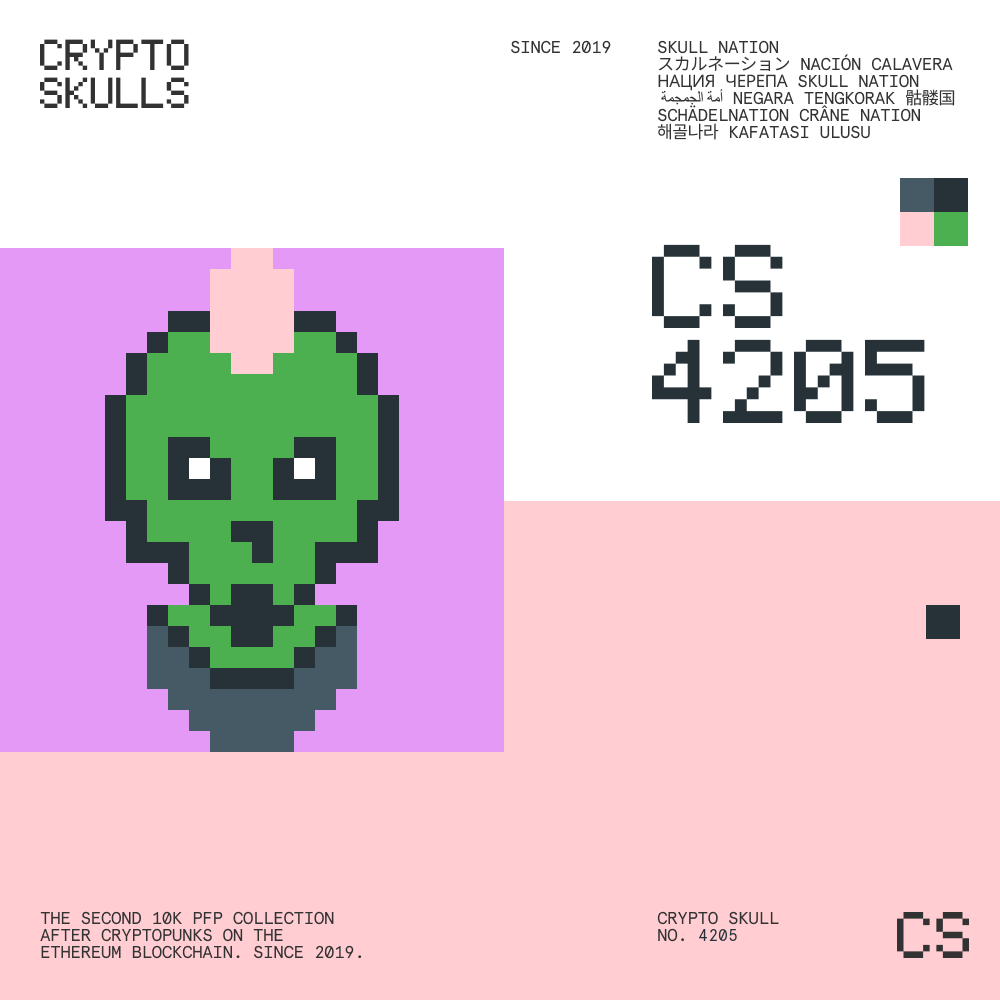 CRYPTO
SKULLS
SINCE 2019
SKULL NATION
スカルネーション NACIÓN CALAVERA
НАЦИЯ ЧЕРЕПА SKULL NATION
أمة الجمجمة NEGARA TENGKORAK 骷髅国
SCHÄDELNATION CRÂNE NATION
해골나라 KAFATASI ULUSU
CS
4205
THE SECOND 10K PFP COLLECTION
AFTER CRYPTOPUNKS ON THE
ETHEREUM BLOCKCHAIN. SINCE 2019.
CRYPTO SKULL
NO. 4205
CS